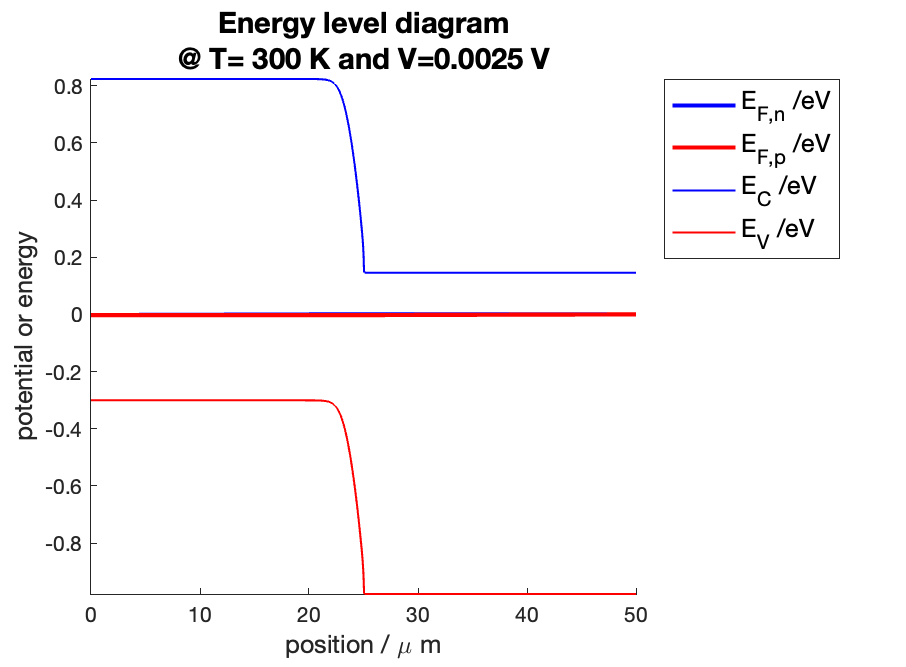 Energy level diagram
@ T= 300 K and V=0.0025 V
0.8
0.6
0.4
0.2
0
-0.2
-0.4
-0.6
-0.8
potential or energy
0 10 20 30 40 50
position / μ m
E_F,n /eV
E_F,p /eV
E_C /eV
E_V /eV